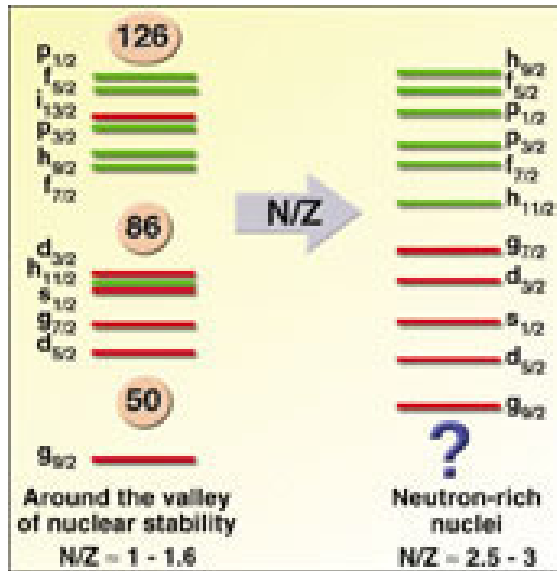 126
p1/2
f5/2
i13/2
p3/2
h9/2
f7/2
86
d3/2
h11/2
s1/2
g7/2
d5/2
50
g9/2
Around the valley
of nuclear stability
N/Z = 1 - 1.6
N/Z
h9/2
f5/2
p1/2
p3/2
f7/2
h11/2
g7/2
d3/2
s1/2
d5/2
g9/2
?
Neutron-rich
nuclei
N/Z = 2.5 - 3